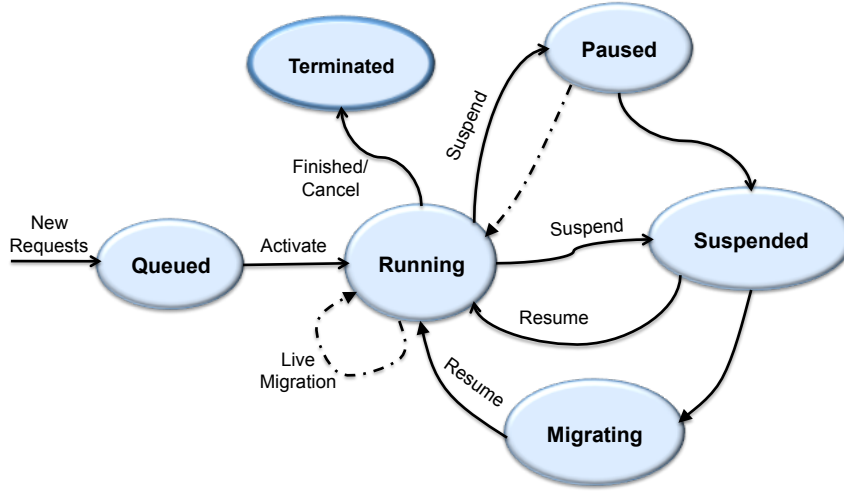 Paused
Terminated
Suspend
Finished/
Cancel
New
Requests
Activate
Suspend
Queued
Running
Suspended
Resume
Live
Migration
Resume
Migrating